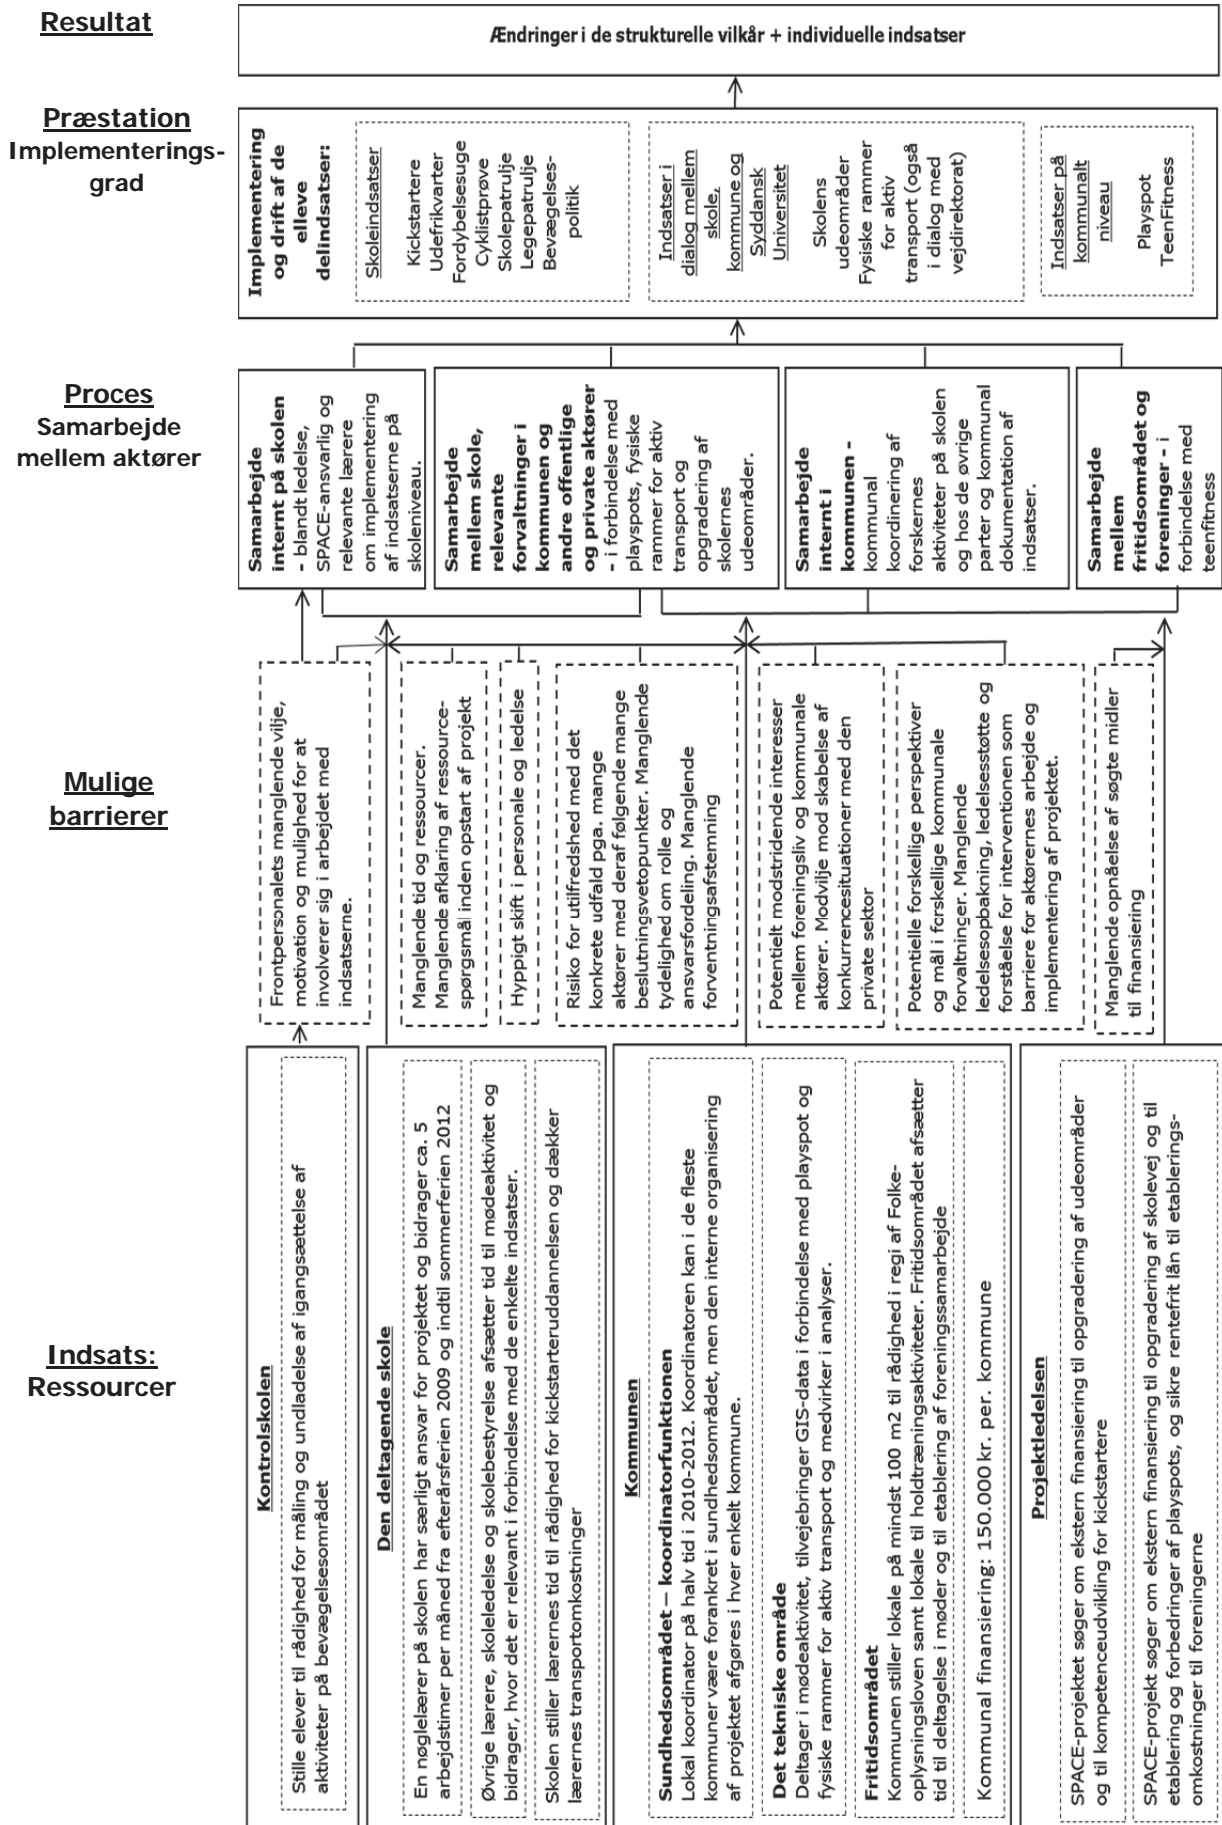 Resultat
Ændringer i de strukturelle vilkår + individuelle indsatser
Præstation
Implementerings-
grad
Implementering
og drift af de
elleve
delindsatser:
Skoleindsatser
Kickstartere
Udefrikvarter
Fordybelsesuge
Cyklistprøve
Skolepatrulje
Legepatrulje
Bevægelses-
politik
Indsatser i
dialog mellem
skole,
kommune og
Syddansk
Universitet
Skolens
udeområder
Fysiske rammer
for aktiv
transport (også
i dialog med
vejdirektorat)
Indsatser på
kommunalt
niveau
Playspot
TeenFitness
Proces
Samarbejde
mellem aktører
Samarbejde
internt på skolen
- blandt ledelse,
SPACE-ansvarlig og
relevante lærere
om implementering
af indsatserne på
skoleniveau.
Samarbejde
mellem skole,
relevante
forvaltninger i
kommunen og
andre offentlige
og private aktører
- i forbindelse med
playspots, fysiske
rammer for aktiv
transport og
opgradering af
skolernes
udeområder.
Samarbejde
internt i
kommunen -
kommunal
koordinering af
forskernes
aktiviteter på skolen
og hos de øvrige
parter og kommunal
dokumentation af
indsatser.
Samarbejde
mellem
fritidsområdet og
foreninger - i
forbindelse med
teenfitness
Mulige
barrierer
Frontpersonalets manglende vilje,
motivation og mulighed for at
involverer sig i arbejdet med
indsatserne.
Manglende tid og ressourcer.
Manglende afklaring af ressource-
spørgsmål inden opstart af projekt
Hyppigt skift i personale og ledelse
Risiko for utilfredshed med det
konkrete udfald pga. mange
aktører med deraf følgende mange
beslutningsvetopunkter. Manglende
tydelighed om rolle og
ansvarsfordeling. Manglende
forventningsafstemning
Potentielt modstridende interesser
mellem foreningsliv og kommunale
aktører. Modvilje mod skabelse af
konkurrencesituationer med den
private sektor
Potentielle forskellige perspektiver
og mål i forskellige kommunale
forvaltninger. Manglende
ledelsesopbakning, ledelsesstøtte og
forståelse for interventionen som
barriere for aktørernes arbejde og
implementering af projektet.
Manglende opnåelse af søgte midler
til finansiering
Indsats:
Ressourcer
Kontrolskolen
Stille elever til rådighed for måling og undladelse af igangsættelse af
aktiviteter på bevægelsesområdet
Den deltagende skole
En nøglelærer på skolen har særligt ansvar for projektet og bidrager ca. 5
arbejdstimer per måned fra efterårsferien 2009 og indtil sommerferien 2012
Øvrige lærere, skoleledelse og skolebestyrelse afsætter tid til mødeaktivitet og
bidrager, hvor det er relevant i forbindelse med de enkelte indsatser.
Skolen stiller lærernes tid til rådighed for kickstarteruddannelsen og dækker
lærernes transportomkostninger
Kommunen
Sundhedsområdet – koordinatorfunktionen
Lokal koordinator på halv tid i 2010-2012. Koordinatoren kan i de fleste
kommuner være forankret i sundhedsområdet, men den interne organisering
af projektet afgøres i hver enkelt kommune.
Det tekniske område
Deltager i mødeaktivitet, tilvejebringer GIS-data i forbindelse med playspot og
fysiske rammer for aktiv transport og medvirker i analyser.
Fritidsområdet
Kommunen stiller lokale på mindst 100 m2 til rådighed i regi af Folke-
oplysningsloven samt lokale til holdtræningsaktiviteter. Fritidsområdet afsætter
tid til deltagelse i møder og til etablering af foreningssamarbejde
Kommunal finansiering: 150.000 kr. per. kommune
Projektledelsen
SPACE-projektet søger om ekstern finansiering til opgradering af udeområder
og til kompetenceudvikling for kickstartere
SPACE-projekt søger om ekstern finansiering til opgradering af skolevej og til
etablering og forbedringer af playspots, og sikre rentefrit lån til etablerings-
omkostninger til foreningerne